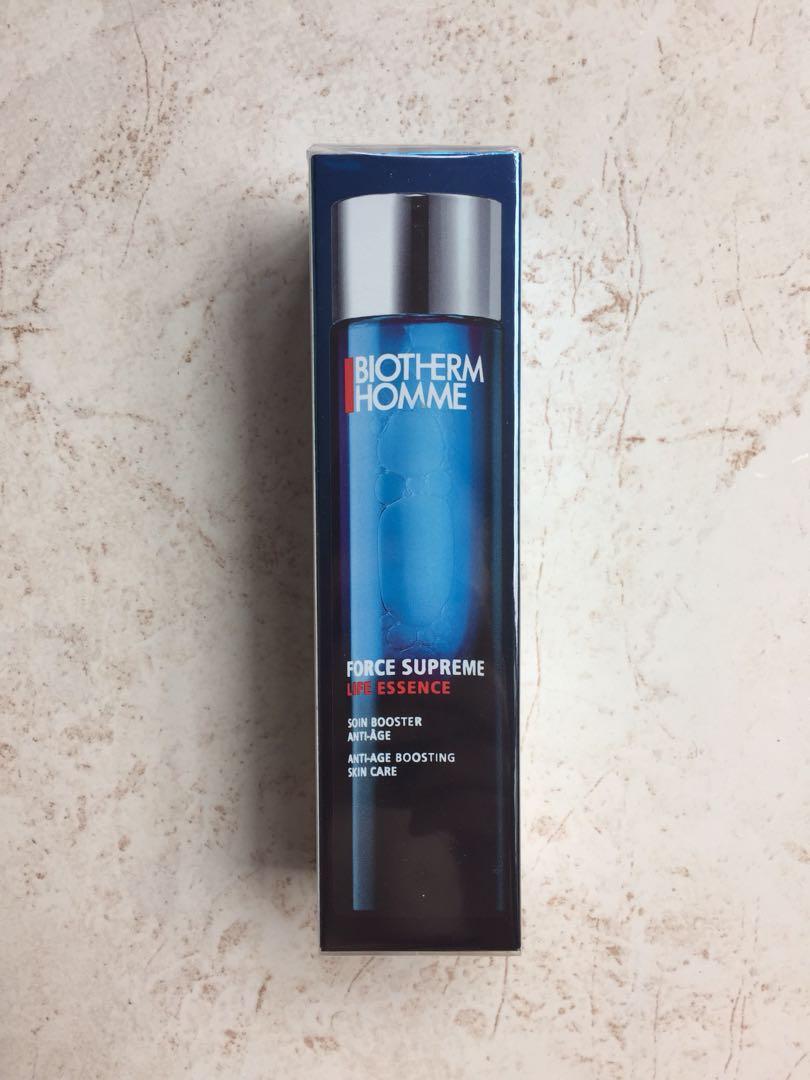 BIOTHERM
HOMME
FORCE SUPREME
LIFE ESSENCE
SOIN BOOSTER
ANTI-ÂGE
ANTI-AGE BOOSTING
SKIN CARE